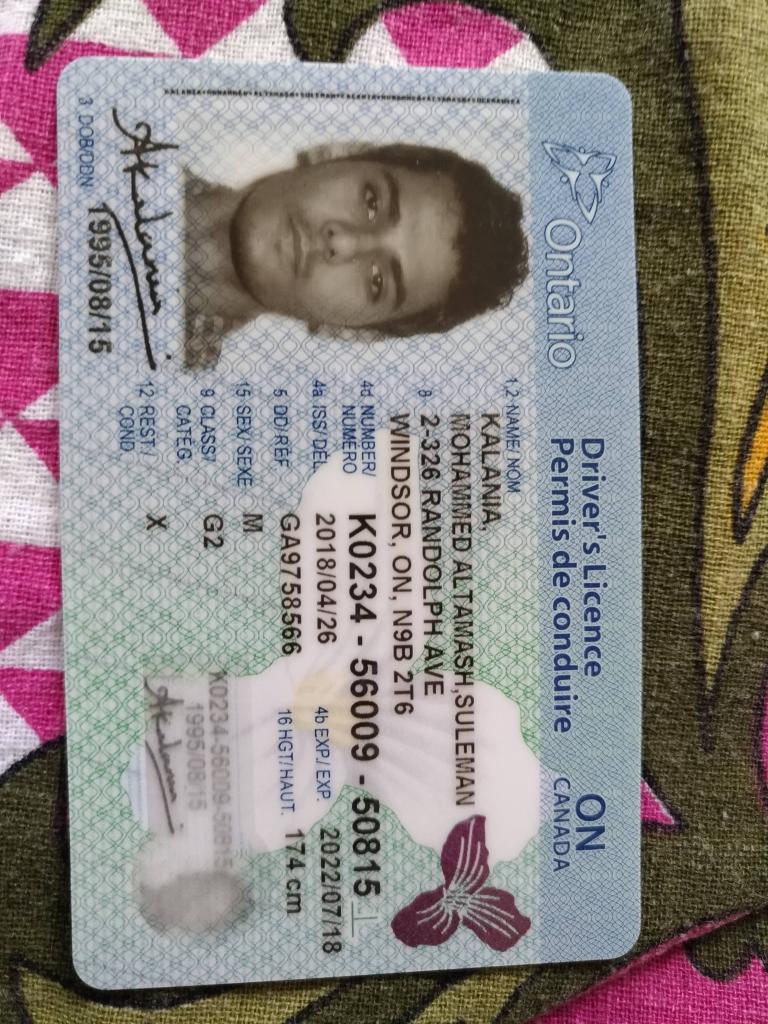 Ontario
Driver's Licence
Permis de conduire
ON
CANADA
1,2 NAME/ NOM
KALANIA,
MOHAMMED ALTAMASH,SULEMAN
8
2-326 RANDOLPH AVE
WINDSOR, ON, N9B 2T6
4d NUMBER/
NUMÉRO
K0234 - 56009 - 50815
4a ISS/ DÉL.
2018/04/26
4b EXP./ EXP.
2022/07/18
5 DD/RÉF
GA9758566
16 HGT/HAUT.
174 cm
15 SEX/ SEXE
M
9 CLASS/
CATÉG.
G2
12 REST/
COND
X
3 DOB/DDN
1995/08/15
K0234-56009-50815
1995/08/15